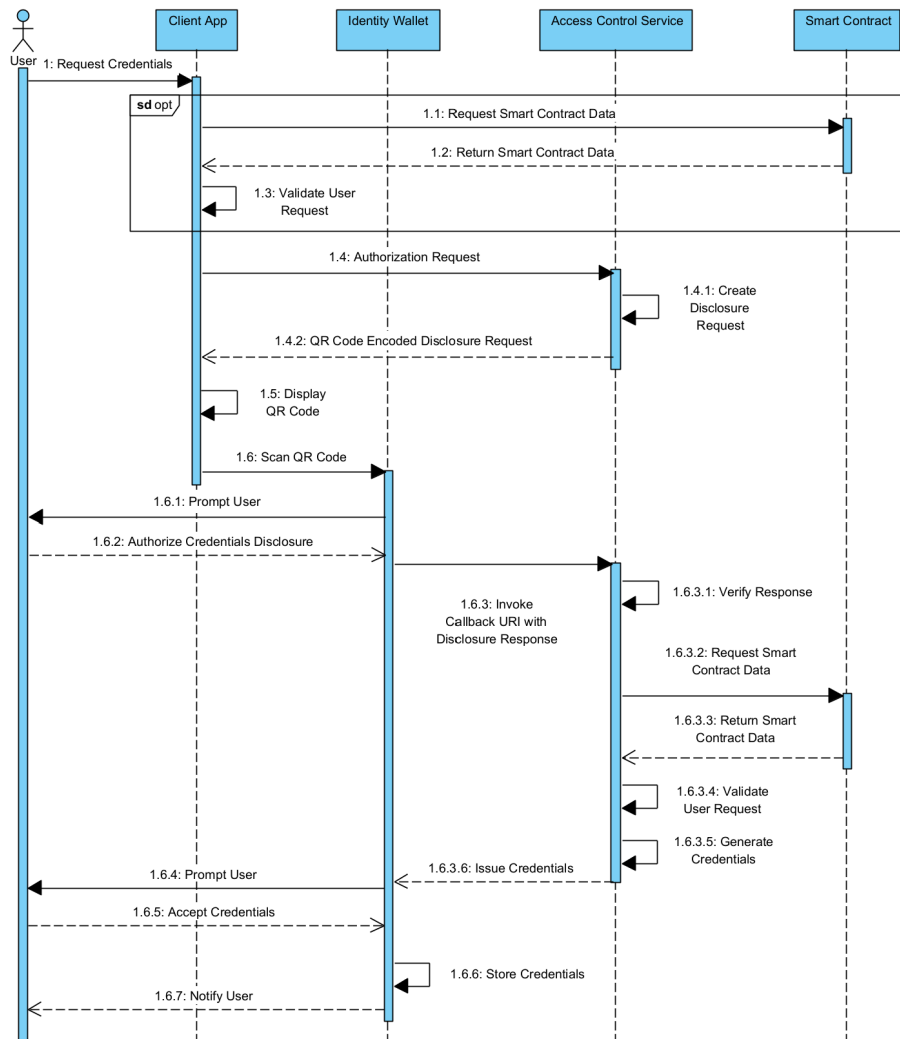 Client App
Identity Wallet
Access Control Service
Smart Contract
User
1: Request Credentials
sd opt
1.1: Request Smart Contract Data
1.2: Return Smart Contract Data
1.3: Validate User
Request
1.4: Authorization Request
1.4.1: Create
Disclosure
Request
1.4.2: QR Code Encoded Disclosure Request
1.5: Display
QR Code
1.6: Scan QR Code
1.6.1: Prompt User
1.6.2: Authorize Credentials Disclosure
1.6.3: Invoke
Callback URI with
Disclosure Response
1.6.3.1: Verify Response
1.6.3.2: Request Smart
Contract Data
1.6.3.3: Return Smart
Contract Data
1.6.3.4: Validate
User Request
1.6.3.5: Generate
Credentials
1.6.3.6: Issue Credentials
1.6.4: Prompt User
1.6.5: Accept Credentials
1.6.6: Store Credentials
1.6.7: Notify User